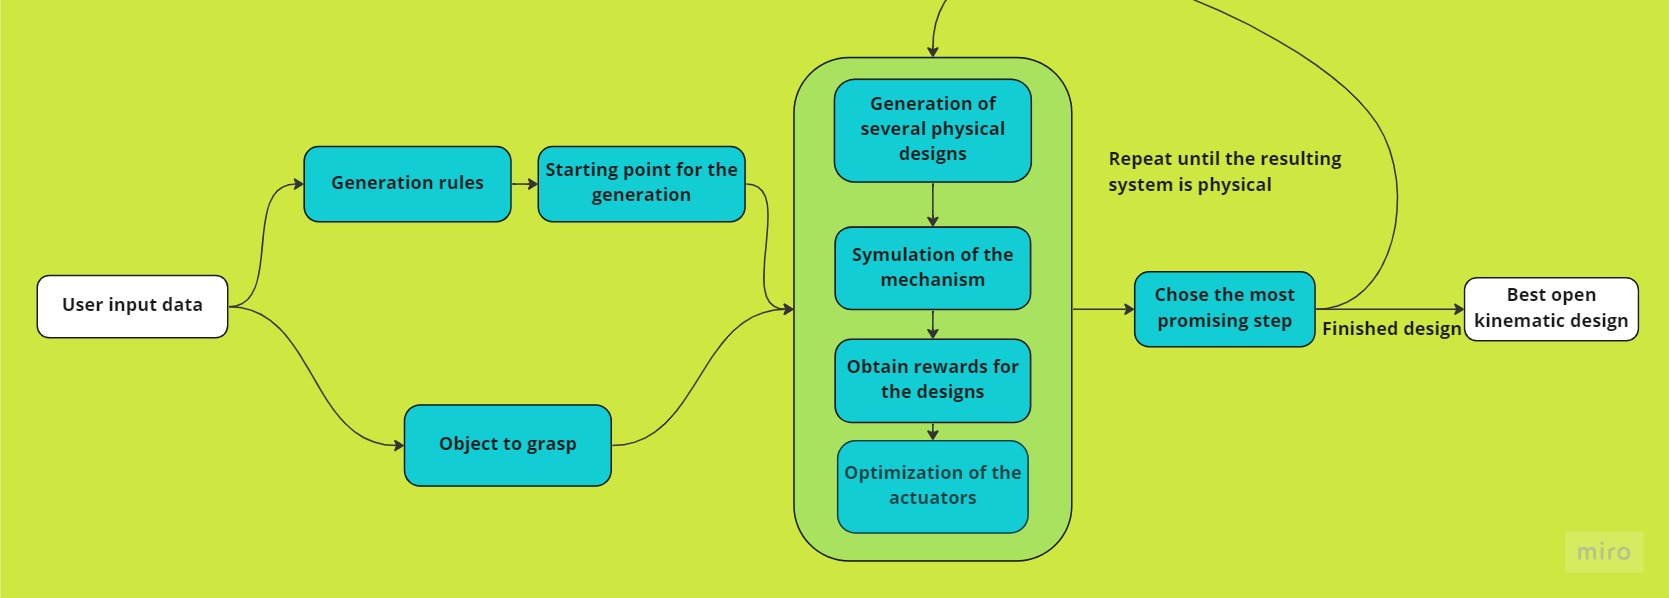 User input data
Generation rules
Starting point for the
generation
Object to grasp
Generation of
several physical
designs
Symulation of the
mechanism
Obtain rewards for
the designs
Optimization of the
actuators
Repeat until the resulting
system is physical
Chose the most
promising step
Finished design
Best open
kinematic design
miro